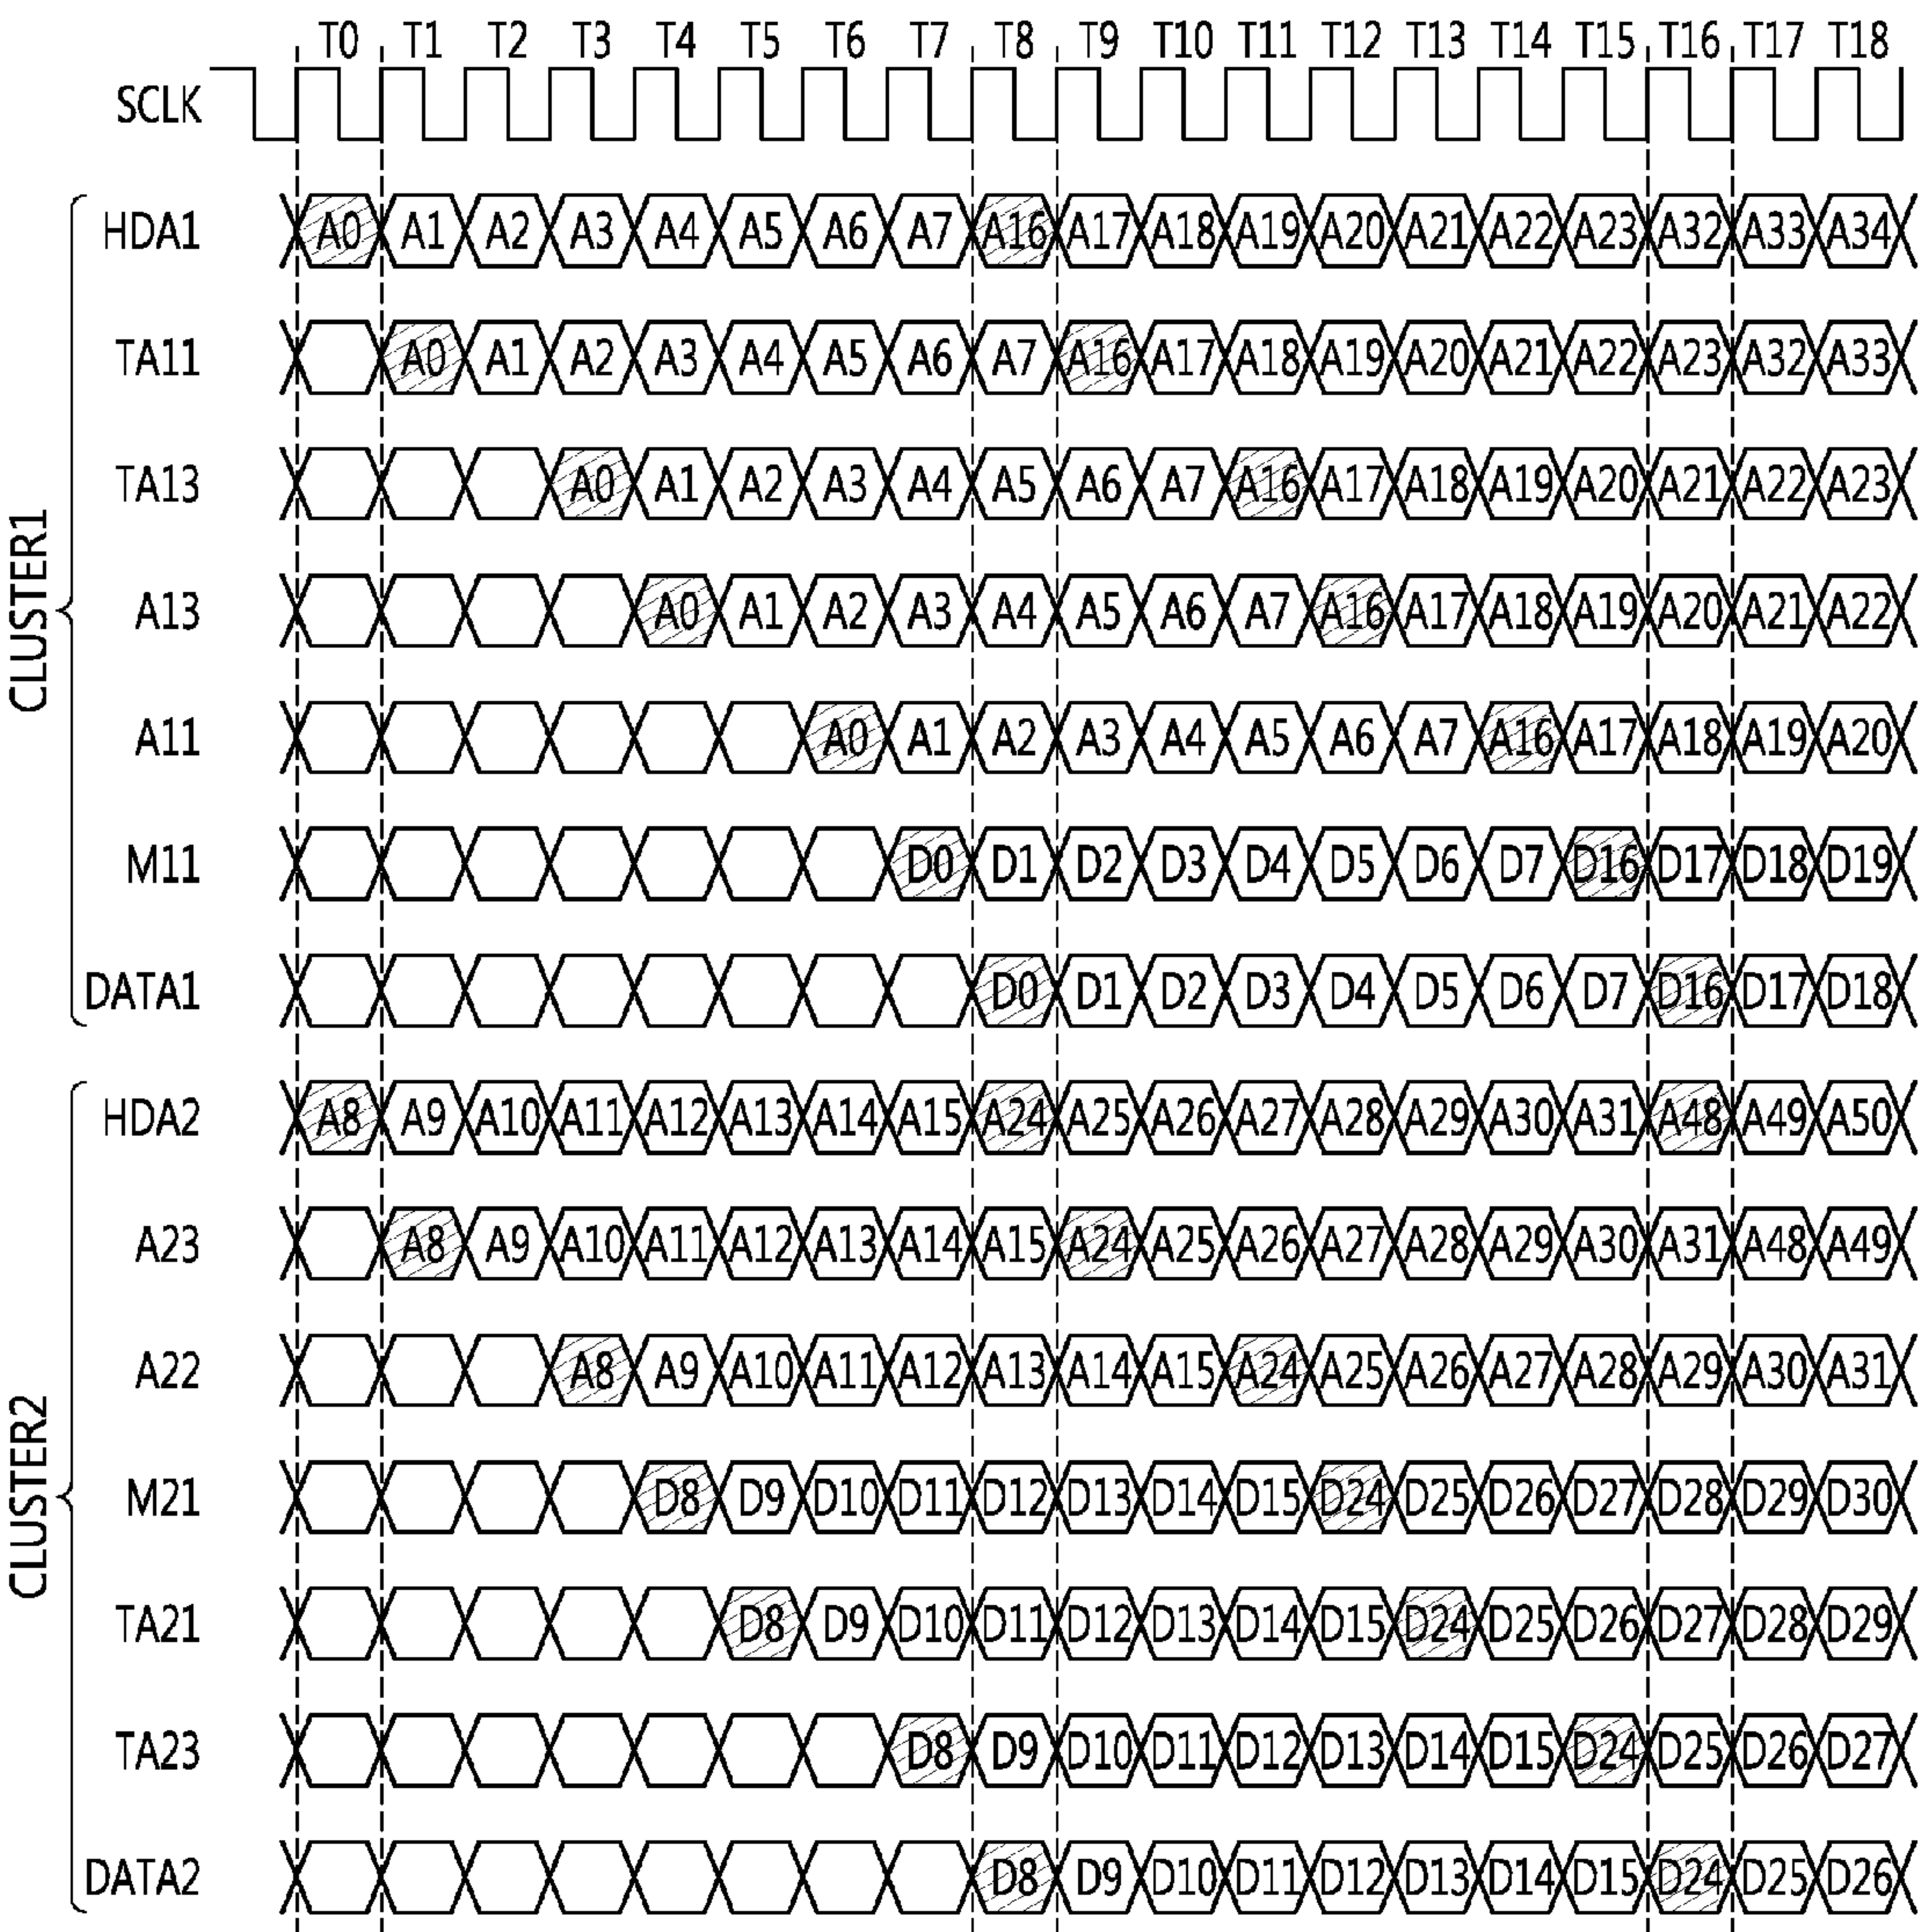 T0 T1 T2 T3 T4 T5 T6 T7 T8 T9 T10 T11 T12 T13 T14 T15 T16 T17 T18
SCLK
CLUSTER1
HDA1 A0 A1 A2 A3 A4 A5 A6 A7 A16 A17 A18 A19 A20 A21 A22 A23 A32 A33 A34
TA11 A0 A1 A2 A3 A4 A5 A6 A7 A16 A17 A18 A19 A20 A21 A22 A23 A32 A33
TA13 A0 A1 A2 A3 A4 A5 A6 A7 A16 A17 A18 A19 A20 A21 A22 A23
A13 A0 A1 A2 A3 A4 A5 A6 A7 A16 A17 A18 A19 A20 A21 A22
A11 A0 A1 A2 A3 A4 A5 A6 A7 A16 A17 A18 A19 A20
M11 D0 D1 D2 D3 D4 D5 D6 D7 D16 D17 D18 D19
DATA1 D0 D1 D2 D3 D4 D5 D6 D7 D16 D17 D18
CLUSTER2
HDA2 A8 A9 A10 A11 A12 A13 A14 A15 A24 A25 A26 A27 A28 A29 A30 A31 A48 A49 A50
A23 A8 A9 A10 A11 A12 A13 A14 A15 A24 A25 A26 A27 A28 A29 A30 A31 A48 A49
A22 A8 A9 A10 A11 A12 A13 A14 A15 A24 A25 A26 A27 A28 A29 A30 A31
M21 D8 D9 D10 D11 D12 D13 D14 D15 D24 D25 D26 D27 D28 D29 D30
TA21 D8 D9 D10 D11 D12 D13 D14 D15 D24 D25 D26 D27 D28 D29
TA23 D8 D9 D10 D11 D12 D13 D14 D15 D24 D25 D26 D27
DATA2 D8 D9 D10 D11 D12 D13 D14 D15 D24 D25 D26